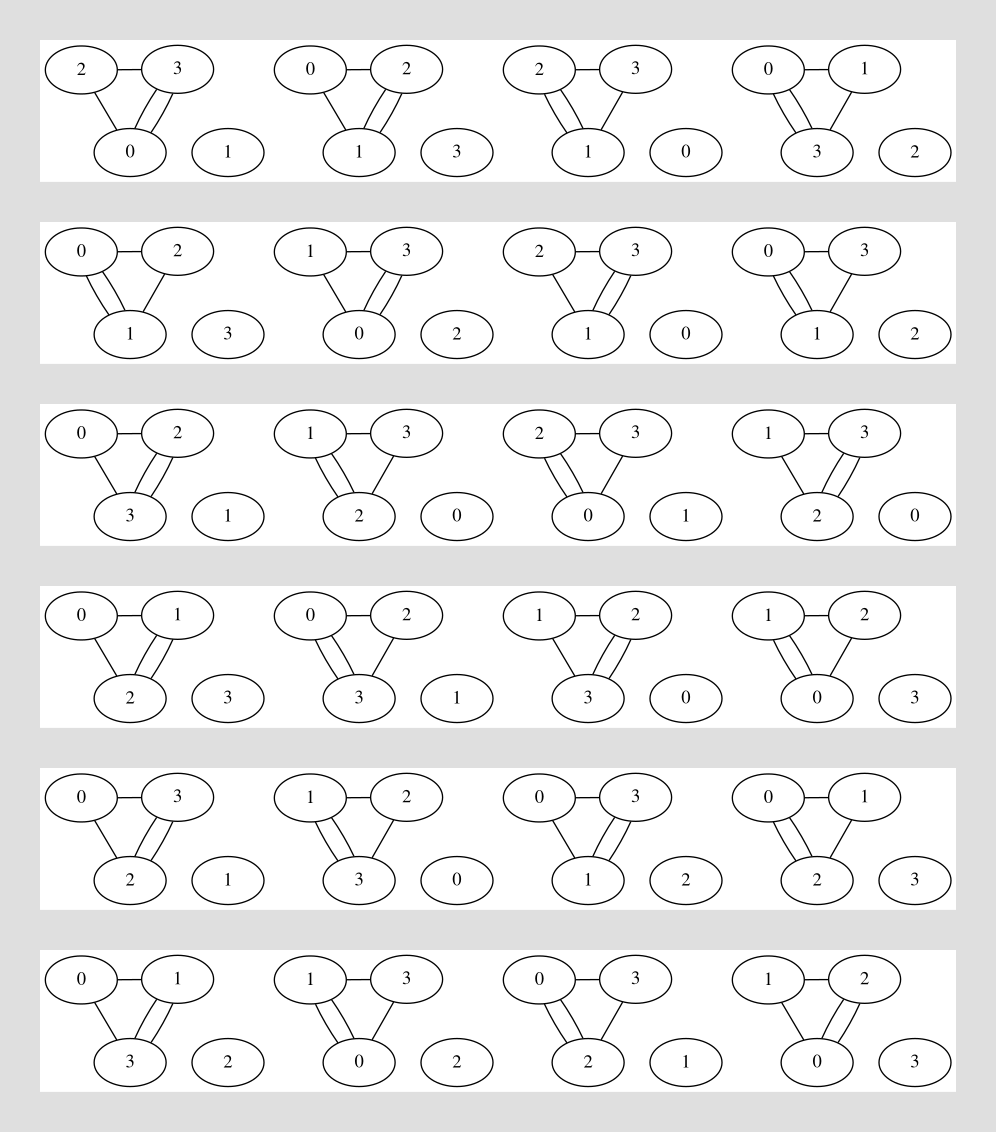 2 3 0 2 2 3 0 1
0 1 1 3 1 0 3 2
0 2 1 3 2 3 0 3
1 3 0 2 1 0 1 2
0 2 1 3 2 3 1 3
3 1 2 0 0 1 2 0
0 1 0 2 1 2 1 2
2 3 3 1 3 0 0 3
0 3 1 2 0 3 0 1
2 1 3 0 1 2 2 3
0 1 1 3 0 3 1 2
3 2 0 2 2 1 0 3